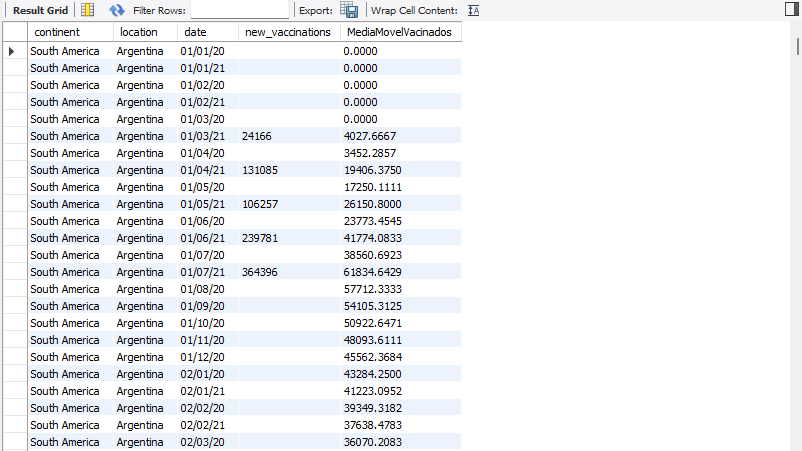 Result Grid Filter Rows: Export: Wrap Cell Content:
continent location date new_vaccinations MediaMovelVacinados
South America Argentina 01/01/20 0.0000
South America Argentina 01/01/21 0.0000
South America Argentina 01/02/20 0.0000
South America Argentina 01/02/21 0.0000
South America Argentina 01/03/20 0.0000
South America Argentina 01/03/21 24166 4027.6667
South America Argentina 01/04/20 3452.2857
South America Argentina 01/04/21 131085 19406.3750
South America Argentina 01/05/20 17250.1111
South America Argentina 01/05/21 106257 26150.8000
South America Argentina 01/06/20 23773.4545
South America Argentina 01/06/21 239781 41774.0833
South America Argentina 01/07/20 38560.6923
South America Argentina 01/07/21 364396 61834.6429
South America Argentina 01/08/20 57712.3333
South America Argentina 01/09/20 54105.3125
South America Argentina 01/10/20 50922.6471
South America Argentina 01/11/20 48093.6111
South America Argentina 01/12/20 45562.3684
South America Argentina 02/01/20 43284.2500
South America Argentina 02/01/21 41223.0952
South America Argentina 02/02/20 39349.3182
South America Argentina 02/02/21 37638.4783
South America Argentina 02/03/20 36070.2083